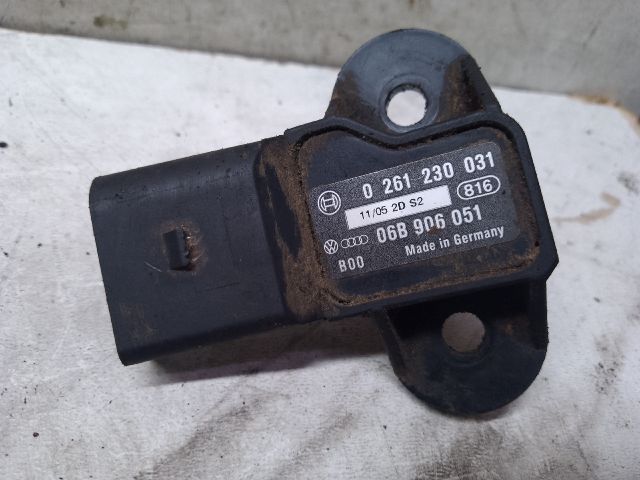 0 261 230 031
11/05 2D S2
816
06B 906 051
B00 Made in Germany